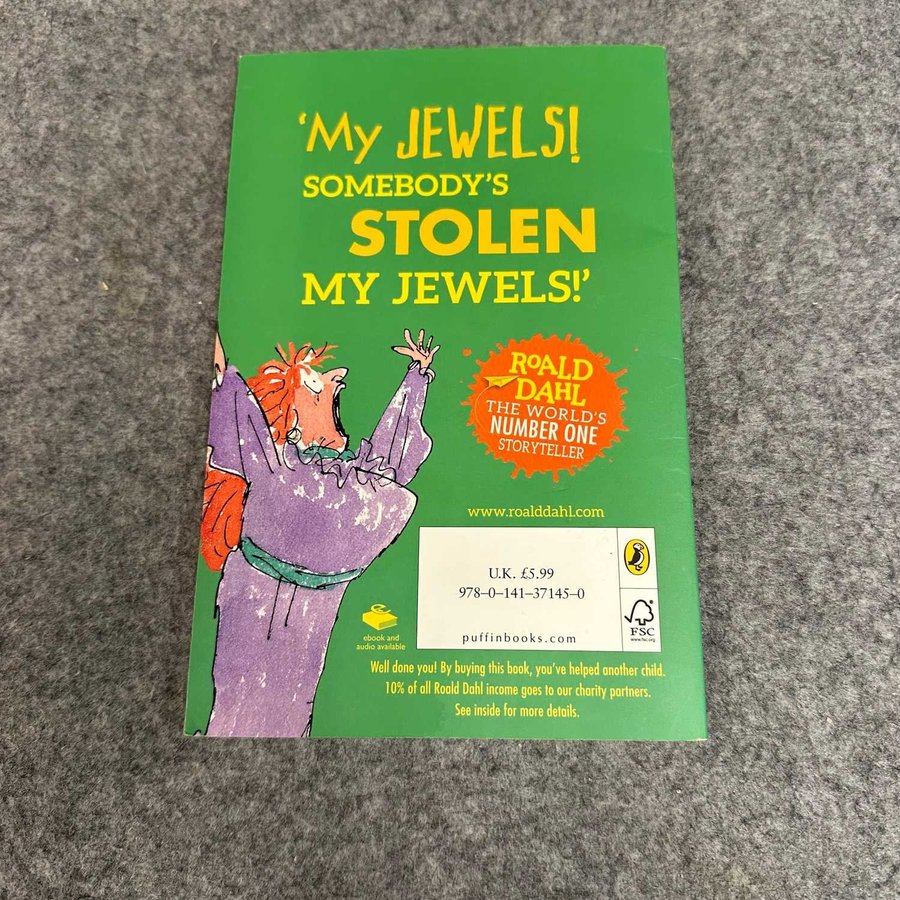 ‘My JEWELS!
SOMEBODY’S
STOLEN
MY JEWELS!’
ROALD
DAHL
THE WORLD’S
NUMBER ONE
STORYTELLER
www.roalddahl.com
U.K. £5.99
978–0–141–37145–0
puffinbooks.com
FSC
www.fsc.org
ebook and
audio available
Well done you! By buying this book, you’ve helped another child.
10% of all Roald Dahl income goes to our charity partners.
See inside for more details.